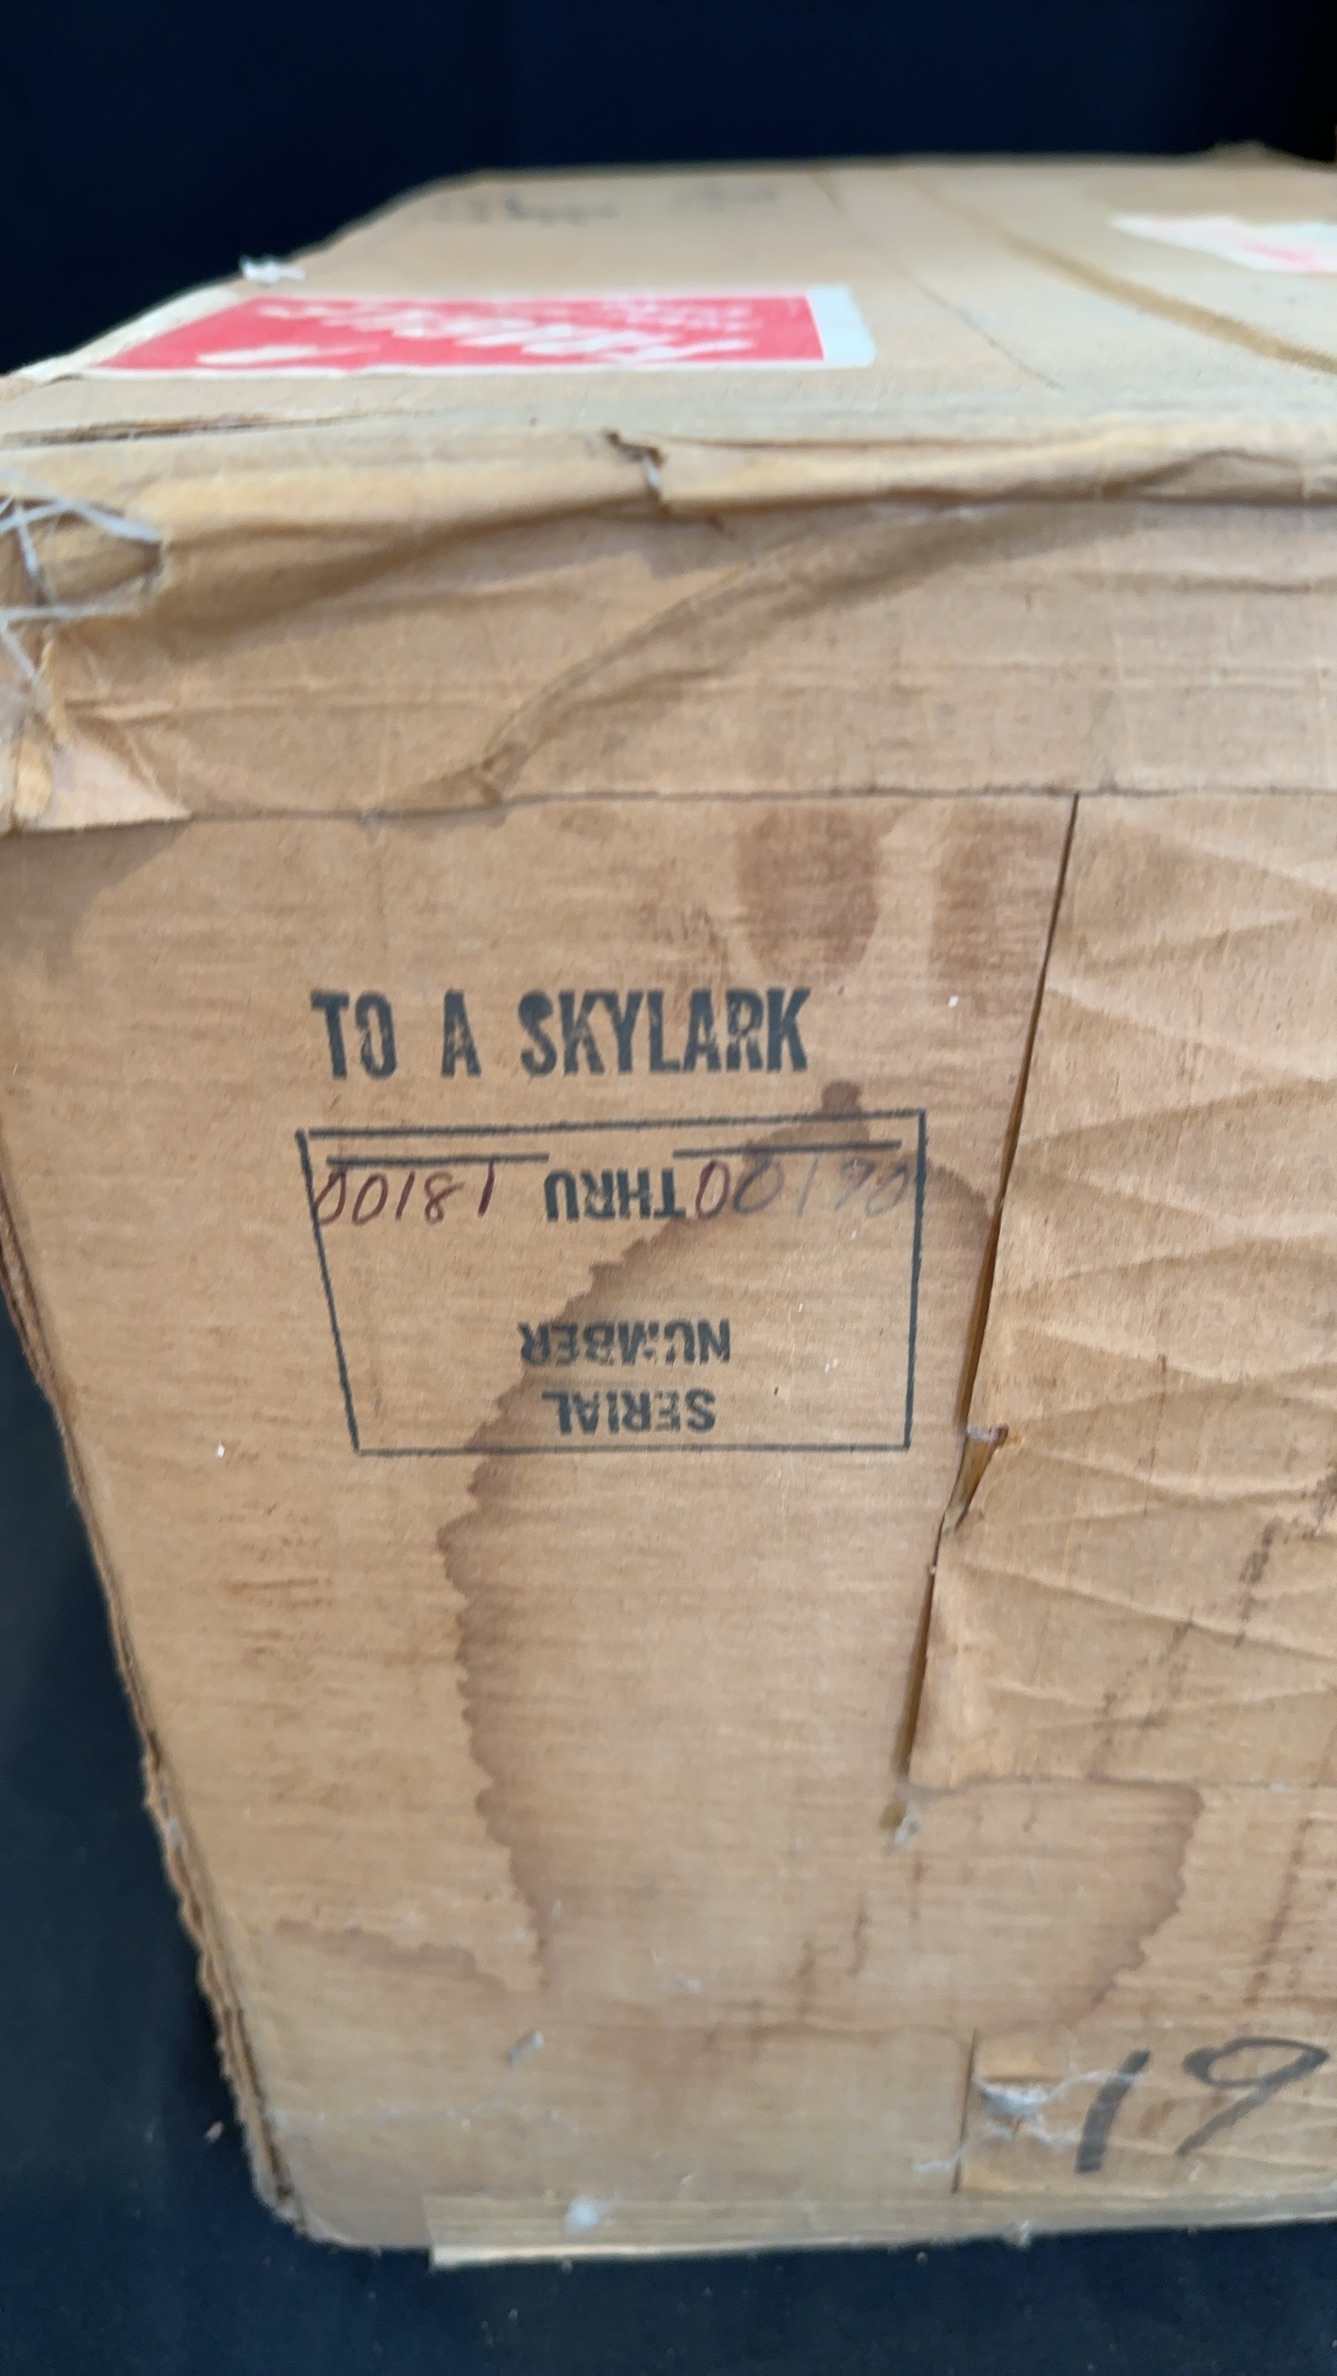 TO A SKYLARK
00181 THRU 00190
SERIAL
NUMBER
19